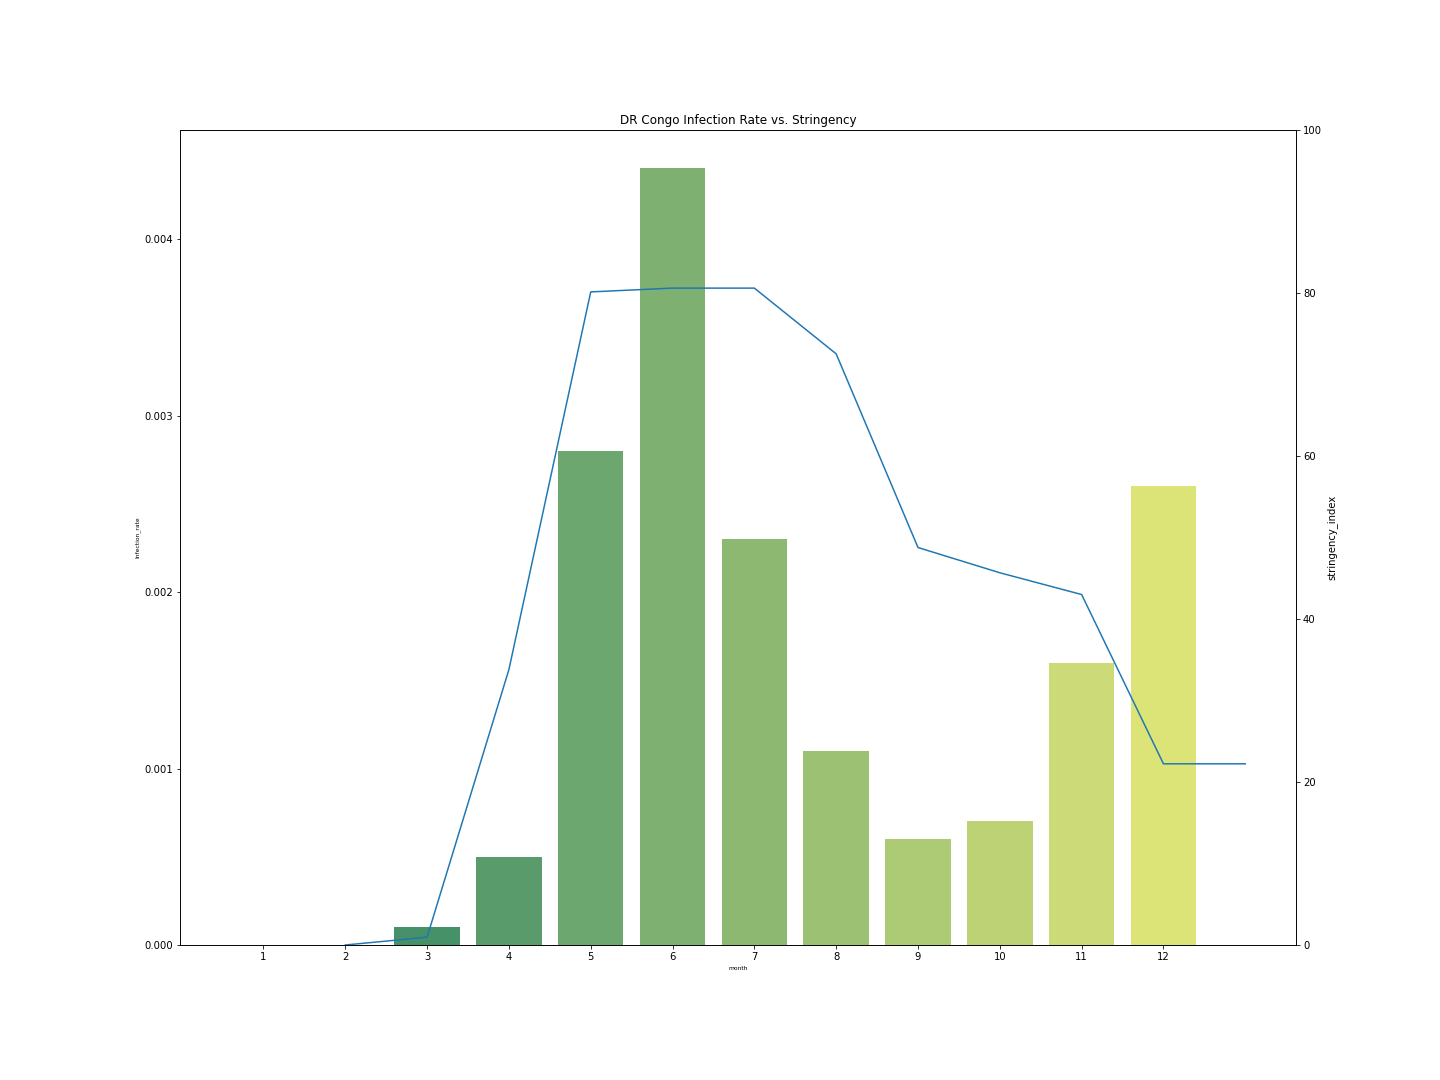 DR Congo Infection Rate vs. Stringency
0.004
0.003
0.002
0.001
0.000
Infection_rate
100
80
60
40
20
0
stringency_index
1 2 3 4 5 6 7 8 9 10 11 12
month